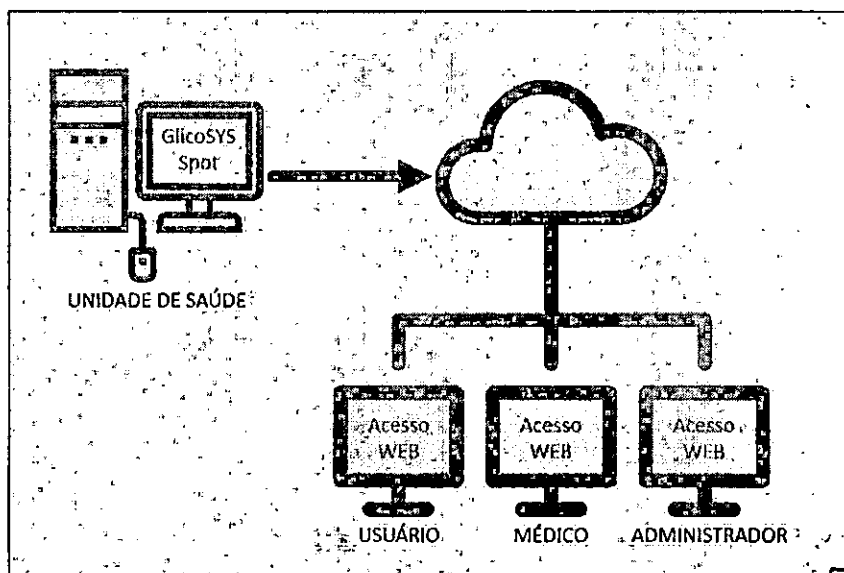 GlicoSYS
Spot
UNIDADE DE SAÚDE
Acesso
WEB
Acesso
WEB
Acesso
WEB
USUÁRIO
MÉDICO
ADMINISTRADOR